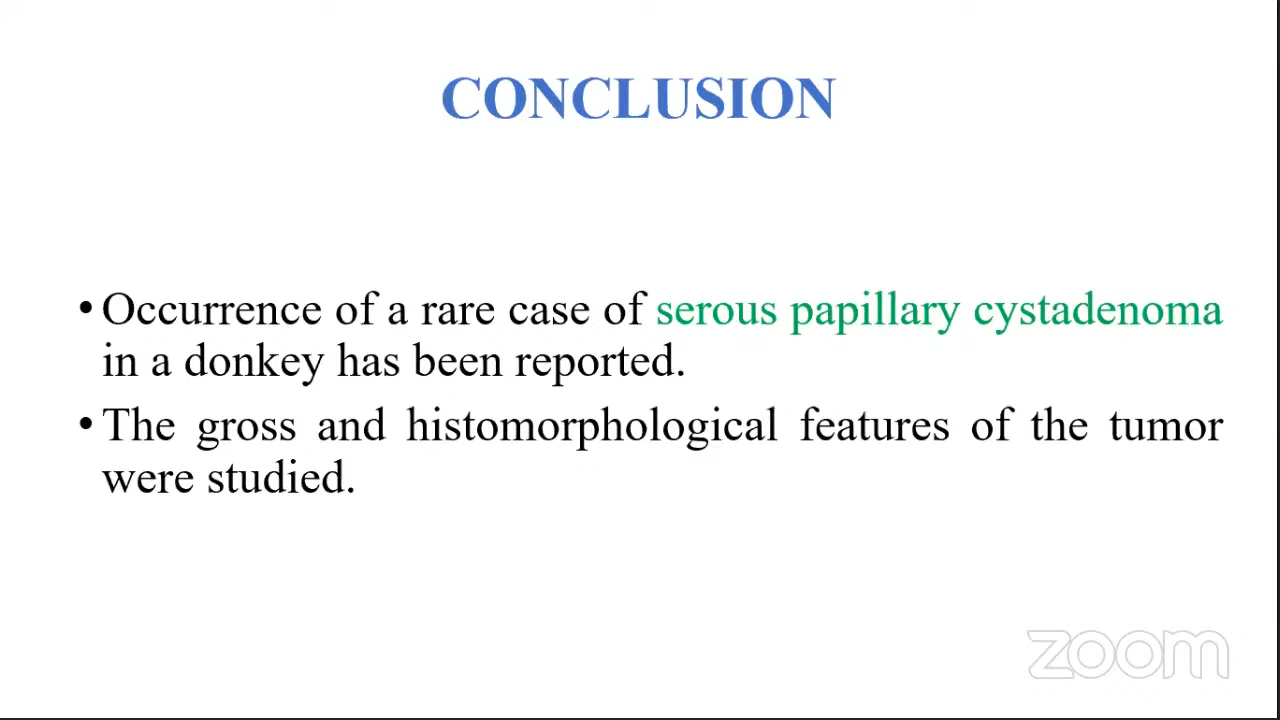 CONCLUSION
• Occurrence of a rare case of serous papillary cystadenoma
in a donkey has been reported.
• The gross and histomorphological features of the tumor
were studied.
zoom